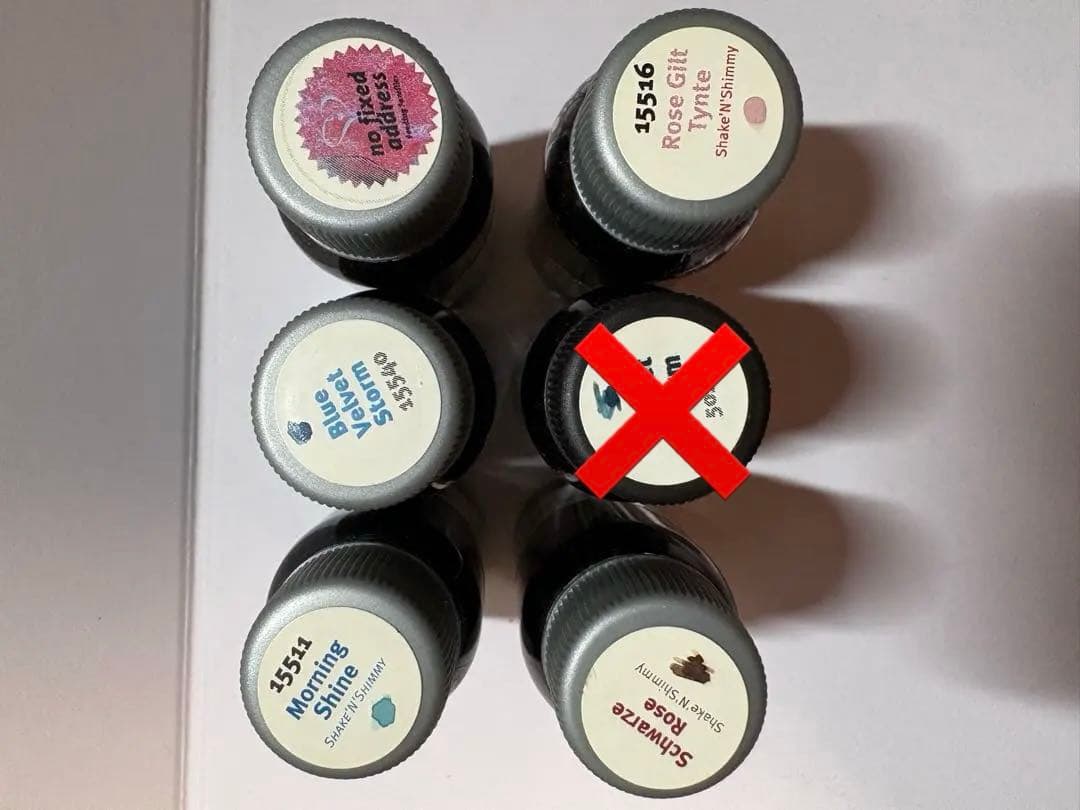 no fixed
address
15516
Rose Gilt
Tynte
Shake'N'Shimmy
Blue
Velvet
Storm
15540
15511
Morning
Shine
SHAKE'N'SHIMMY
Schwarze
Rose
Shake'N'Shimmy